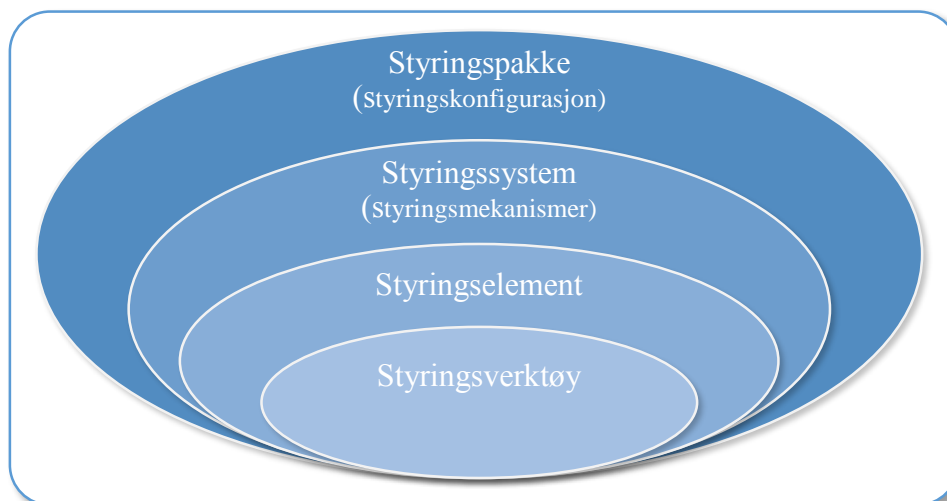 Styringspakke
(Styringskonfigurasjon)
Styringssystem
(Styringsmekanismer)
Styringselement
Styringsverktøy